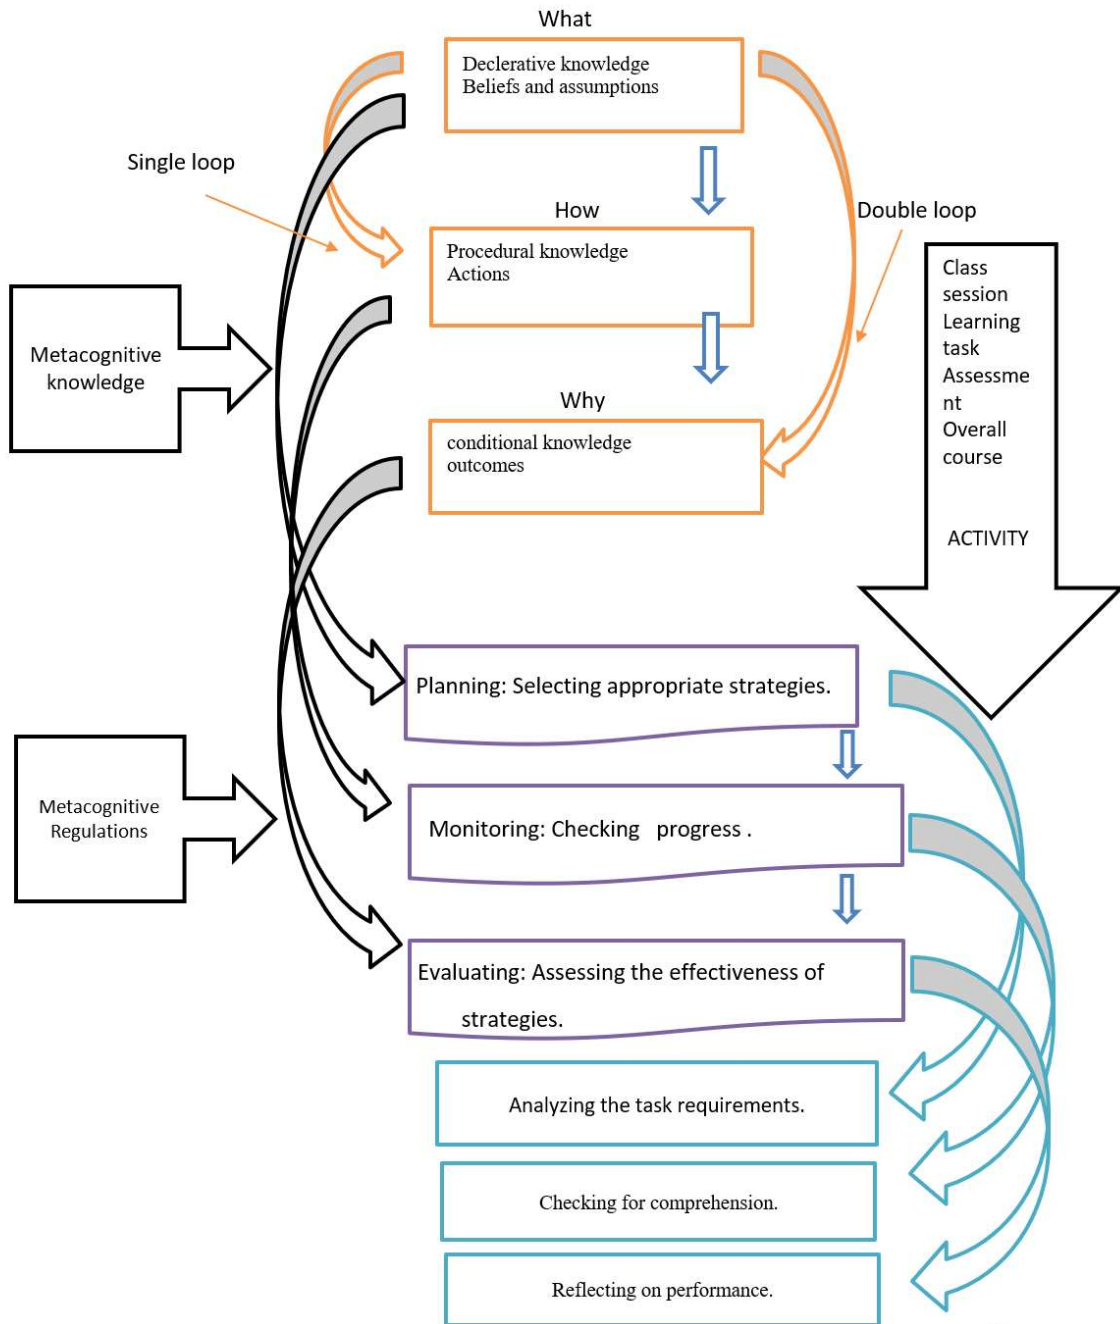 What
Declerative knowledge
Beliefs and assumptions
Single loop
How
Double loop
Procedural knowledge
Actions
Class
session
Learning
task
Assessme
nt
Overall
course
ACTIVITY
Metacognitive
knowledge
Why
conditional knowledge
outcomes
Planning: Selecting appropriate strategies.
Metacognitive
Regulations
Monitoring: Checking progress .
Evaluating: Assessing the effectiveness of
strategies.
Analyzing the task requirements.
Checking for comprehension.
Reflecting on performance.